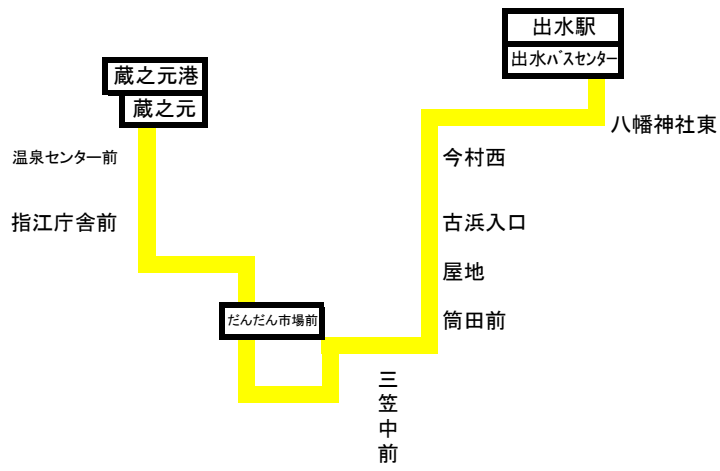 出水駅
出水バスセンター
蔵之元港
蔵之元
八幡神社東
温泉センター前
今村西
指江庁舎前
古浜入口
屋地
だんだん市場前
筒田前
三笠中前